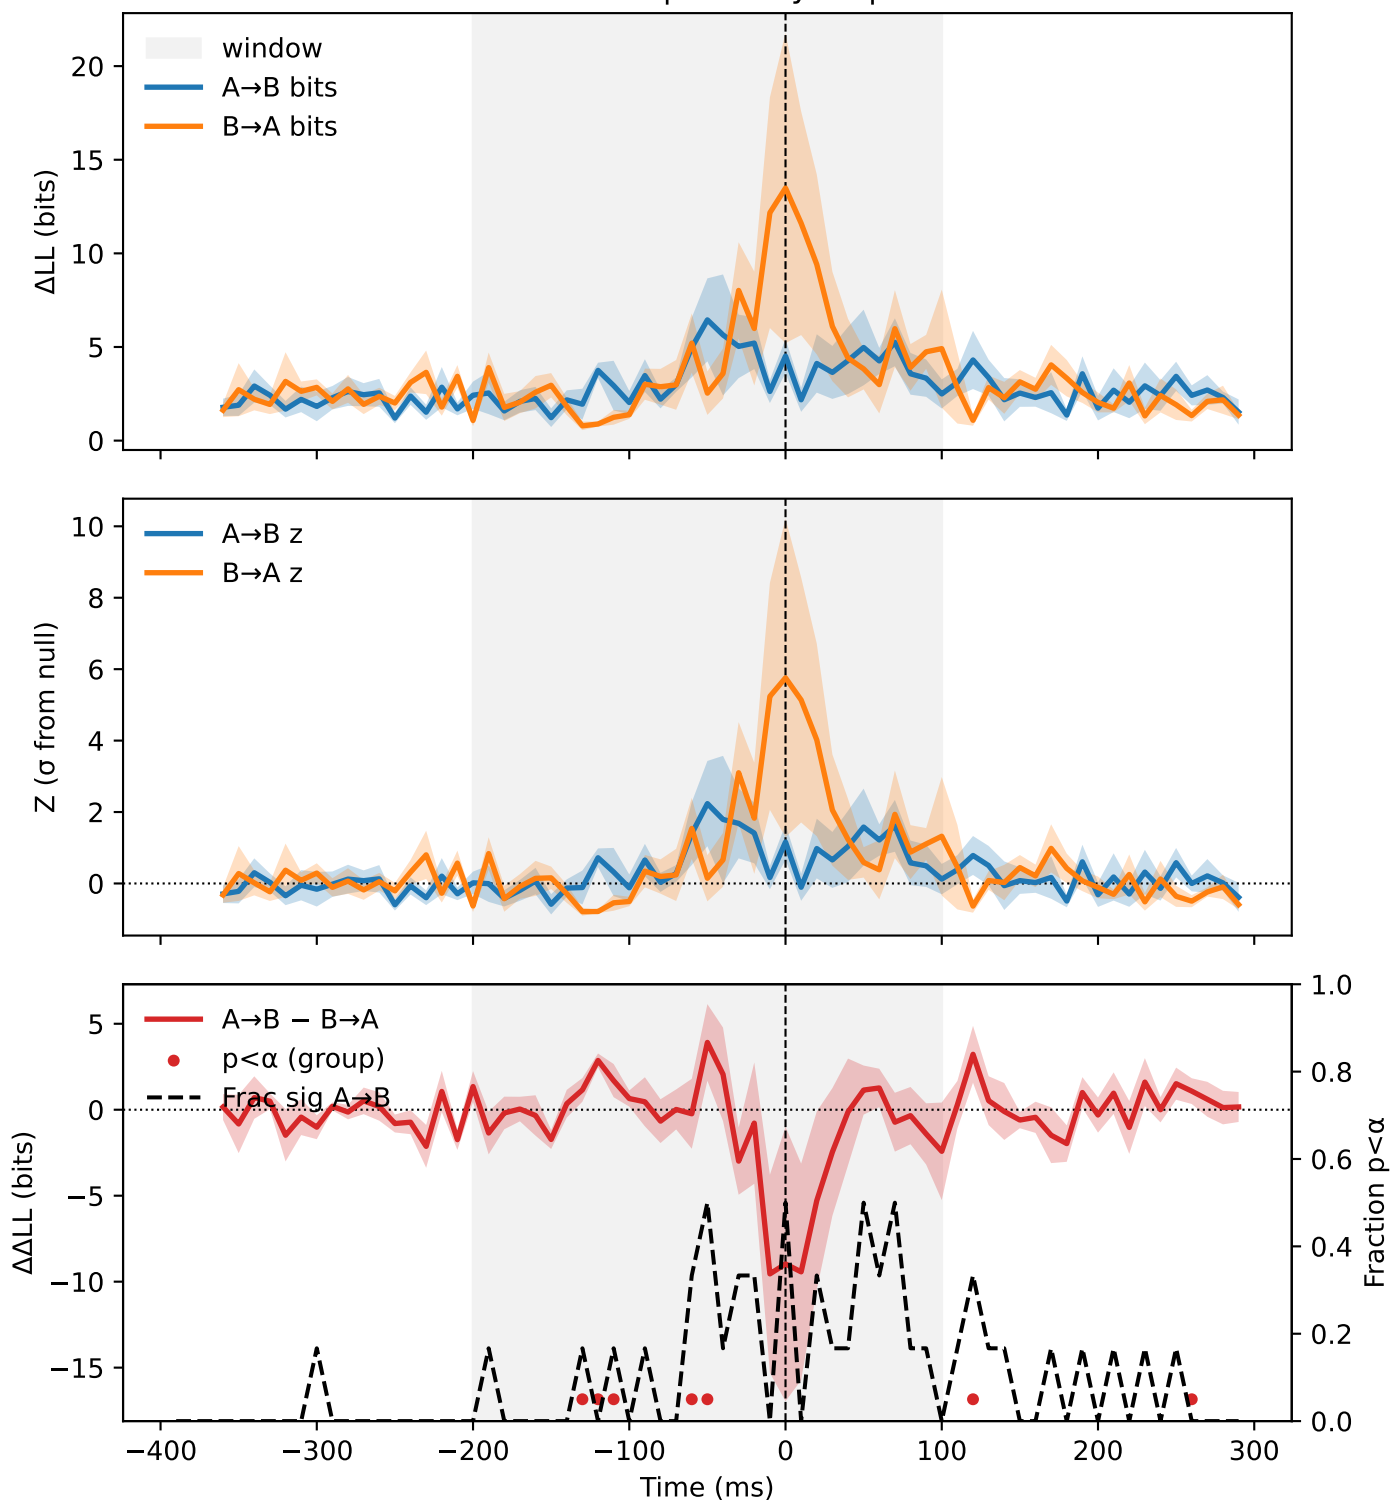 window
A→B bits
B→A bits
ΔLL (bits)
20
15
10
5
0
A→B z
B→A z
Z (σ from null)
10
8
6
4
2
0
A→B − B→A
p<α (group)
Frac sig A→B
ΔΔLL (bits)
5
0
−5
−10
−15
1.0
0.8
0.6
0.4
0.2
0.0
Fraction p<α
−400 −300 −200 −100 0 100 200 300
Time (ms)